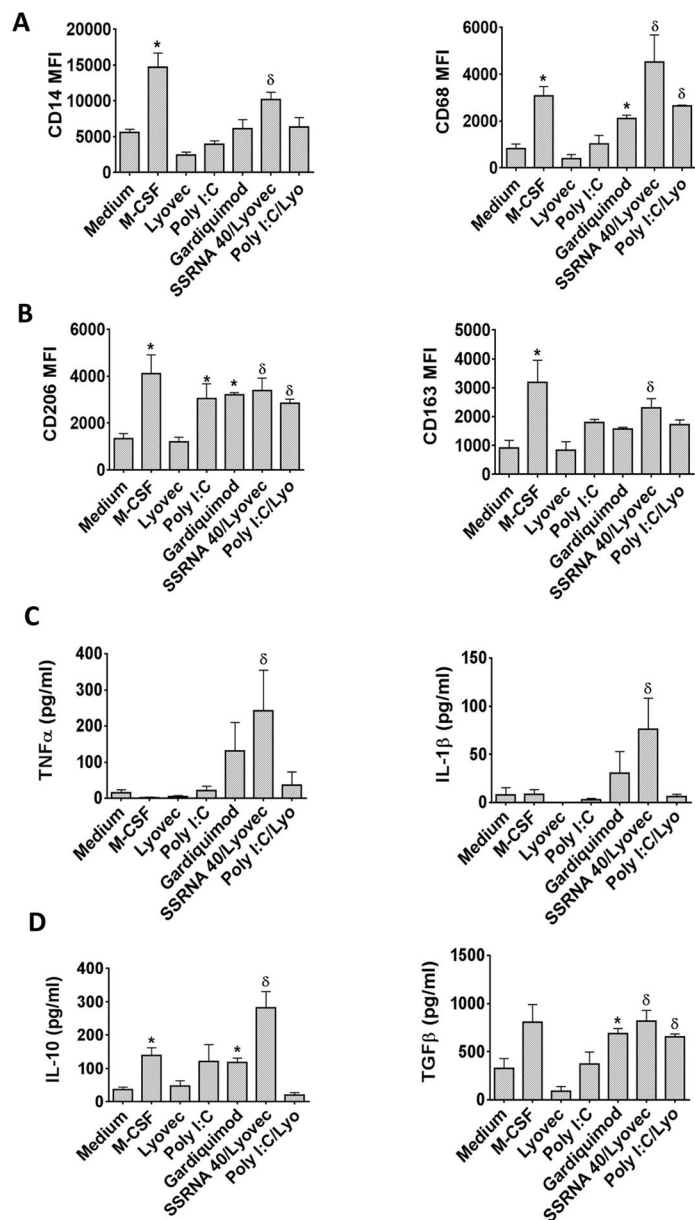 A
CD14 MFI
20000
15000
10000
5000
0
*
δ
Medium
M-CSF
Lyovec
Poly I:C
Gardiquimod
SSRNA 40/Lyovec
Poly I:C/Lyo
CD68 MFI
6000
4000
2000
0
*
*
δ
δ
Medium
M-CSF
Lyovec
Poly I:C
Gardiquimod
SSRNA 40/Lyovec
Poly I:C/Lyo
B
CD206 MFI
6000
4000
2000
0
*
*
*
δ
δ
Medium
M-CSF
Lyovec
Poly I:C
Gardiquimod
SSRNA 40/Lyovec
Poly I:C/Lyo
CD163 MFI
5000
4000
3000
2000
1000
0
*
δ
Medium
M-CSF
Lyovec
Poly I:C
Gardiquimod
SSRNA 40/Lyovec
Poly I:C/Lyo
C
TNFα (pg/ml)
400
300
200
100
0
δ
Medium
M-CSF
Lyovec
Poly I:C
Gardiquimod
SSRNA 40/Lyovec
Poly I:C/Lyo
IL-1β (pg/ml)
150
100
50
0
δ
Medium
M-CSF
Lyovec
Poly I:C
Gardiquimod
SSRNA 40/Lyovec
Poly I:C/Lyo
D
IL-10 (pg/ml)
400
300
200
100
0
*
*
δ
Medium
M-CSF
Lyovec
Poly I:C
Gardiquimod
SSRNA 40/Lyovec
Poly I:C/Lyo
TGFβ (pg/ml)
1500
1000
500
0
*
δ
δ
Medium
M-CSF
Lyovec
Poly I:C
Gardiquimod
SSRNA 40/Lyovec
Poly I:C/Lyo